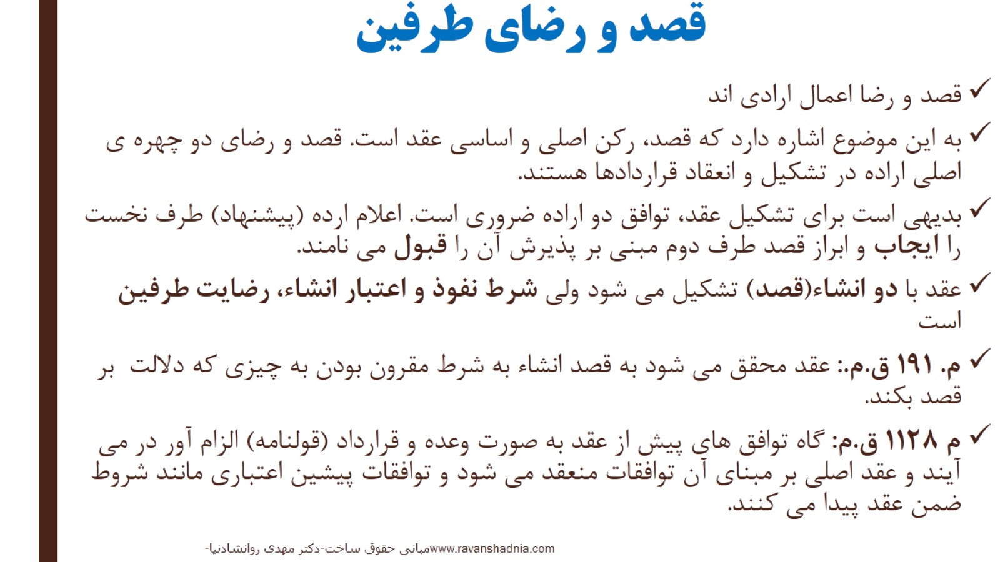 قصد و رضای طرفین
✓ قصد و رضا اعمال ارادی اند
✓ به این موضوع اشاره دارد که قصد، رکن اصلی و اساسی عقد است. قصد و رضای دو چهره ی
اصلی اراده در تشکیل و انعقاد قراردادها هستند.
✓ بدیهی است برای تشکیل عقد، توافق دو اراده ضروری است. اعلام ارده (پیشنهاد) طرف نخست
را ایجاب و ابراز قصد طرف دوم مبنی بر پذیرش آن را قبول می نامند.
✓ عقد با دو انشاء(قصد) تشکیل می شود ولی شرط نفوذ و اعتبار انشاء، رضایت طرفین
است
✓ م. ۱۹۱ ق.م.: عقد محقق می شود به قصد انشاء به شرط مقرون بودن به چیزی که دلالت بر
قصد بکند.
✓ م ۱۱۲۸ ق.م: گاه توافق های پیش از عقد به صورت وعده و قرارداد (قولنامه) الزام آور در می
آیند و عقد اصلی بر مبنای آن توافقات منعقد می شود و توافقات پیشین اعتباری مانند شروط
ضمن عقد پیدا می کنند.
مبانی حقوق ساخت-دکتر مهدی روانشادنیا-www.ravanshadnia.com